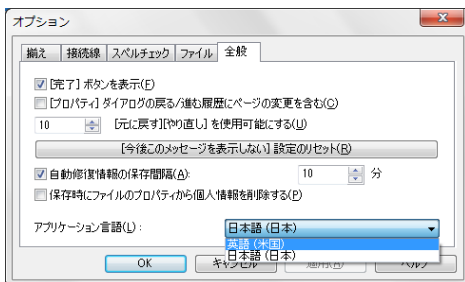 オプション
揃え 接続線 スペルチェック ファイル 全般
[完了] ボタンを表示(F)
[プロパティ] ダイアログの戻る/進む履歴にページの変更を含む(C)
10 [元に戻す][やり直し] を使用可能にする(U)
[今後このメッセージを表示しない] 設定のリセット(R)
自動修復情報の保存間隔(A): 10 分
保存時にファイルのプロパティから個人情報を削除する(P)
アプリケーション言語(L): 日本語 (日本)
英語 (米国)
日本語 (日本)
OK キャンセル 適用(A) ヘルプ